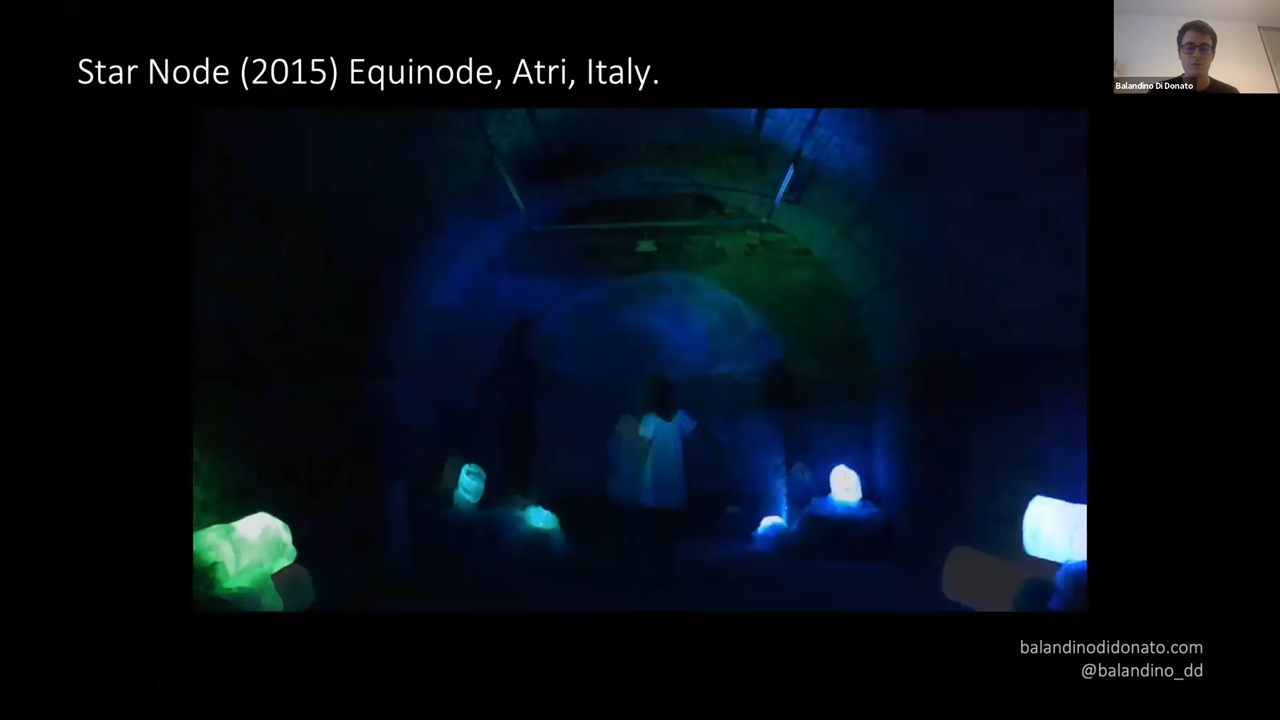 Star Node (2015) Equinode, Atri, Italy.
Balandino Di Donato
balandinodidonato.com
@balandino_dd